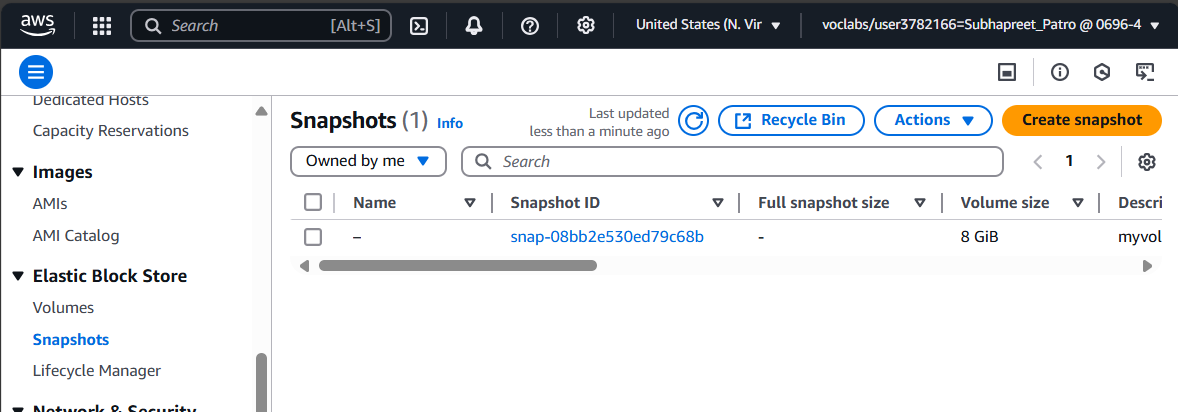 aws
Search [Alt+S]
United States (N. Vir
voclabs/user3782166=Subhapreet_Patro @ 0696-4
Dedicated Hosts
Capacity Reservations
Images
AMIs
AMI Catalog
Elastic Block Store
Volumes
Snapshots
Lifecycle Manager
Network & Security
Snapshots (1) Info
Last updated
less than a minute ago
Recycle Bin
Actions
Create snapshot
Owned by me
Search
1
Name Snapshot ID Full snapshot size Volume size Descri
– snap-08bb2e530ed79c68b - 8 GiB myvol